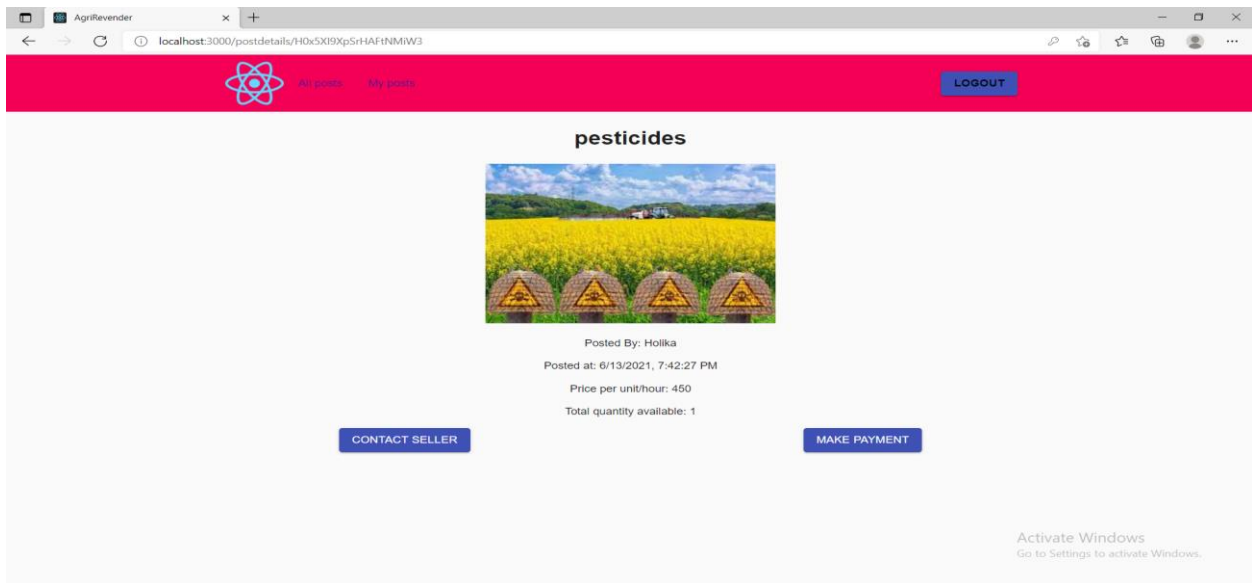 AgriRevender
localhost:3000/postdetails/H0x5XI9XpSrHAFtNMiW3
All posts My posts LOGOUT
pesticides
Posted By: Holika
Posted at: 6/13/2021, 7:42:27 PM
Price per unit/hour: 450
Total quantity available: 1
CONTACT SELLER MAKE PAYMENT
Activate Windows
Go to Settings to activate Windows.